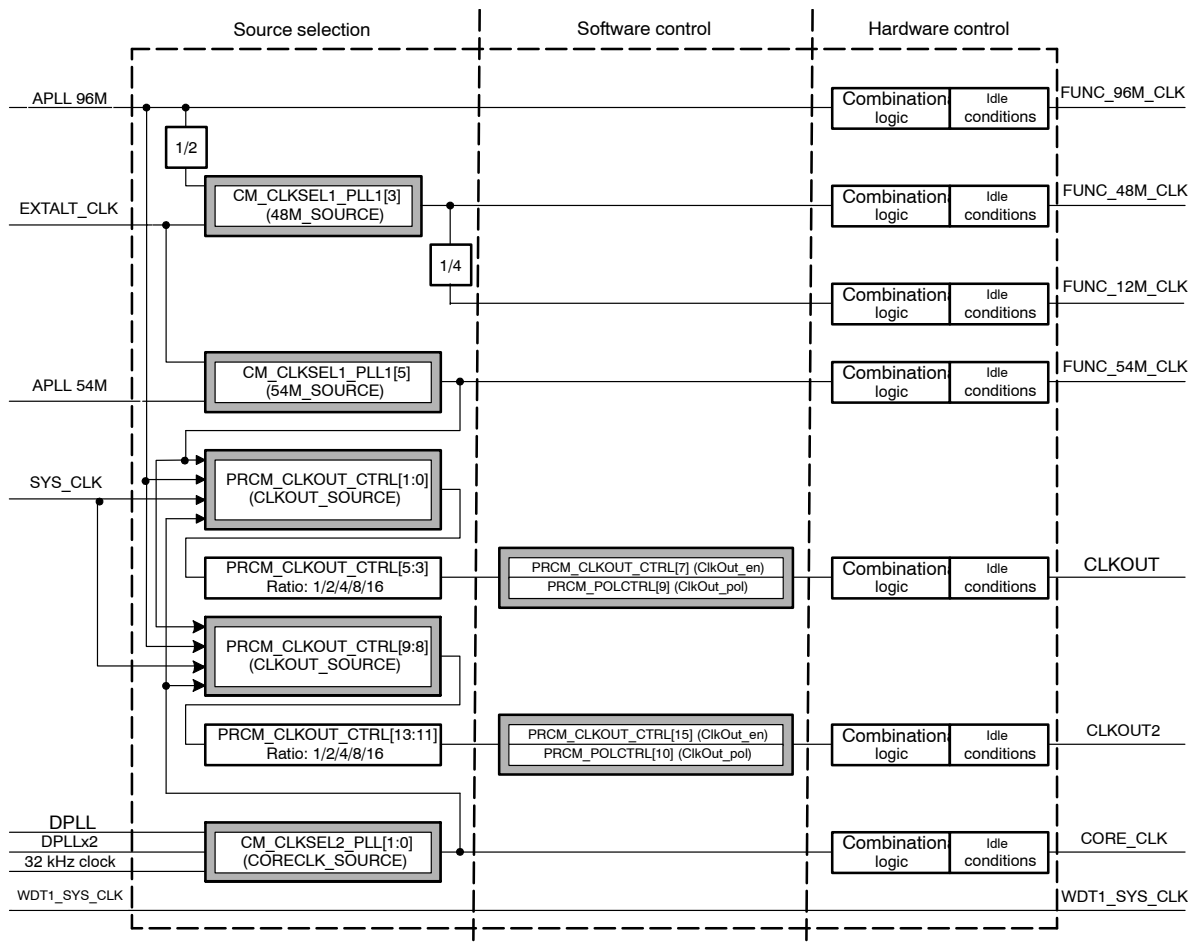 Source selection
Software control
Hardware control
APLL 96M
Combination
logic
Idle
conditions
FUNC_96M_CLK
1/2
EXTALT_CLK
CM_CLKSEL1_PLL1[3]
(48M_SOURCE)
Combination
logic
Idle
conditions
FUNC_48M_CLK
1/4
Combination
logic
Idle
conditions
FUNC_12M_CLK
APLL 54M
CM_CLKSEL1_PLL1[5]
(54M_SOURCE)
Combination
logic
Idle
conditions
FUNC_54M_CLK
SYS_CLK
PRCM_CLKOUT_CTRL[1:0]
(CLKOUT_SOURCE)
PRCM_CLKOUT_CTRL[5:3]
Ratio: 1/2/4/8/16
PRCM_CLKOUT_CTRL[7] (ClkOut_en)
PRCM_POLCTRL[9] (ClkOut_pol)
Combination
logic
Idle
conditions
CLKOUT
PRCM_CLKOUT_CTRL[9:8]
(CLKOUT_SOURCE)
PRCM_CLKOUT_CTRL[13:11]
Ratio: 1/2/4/8/16
PRCM_CLKOUT_CTRL[15] (ClkOut_en)
PRCM_POLCTRL[10] (ClkOut_pol)
Combination
logic
Idle
conditions
CLKOUT2
DPLL
DPLLx2
32 kHz clock
CM_CLKSEL2_PLL[1:0]
(CORECLK_SOURCE)
Combination
logic
Idle
conditions
CORE_CLK
WDT1_SYS_CLK
WDT1_SYS_CLK